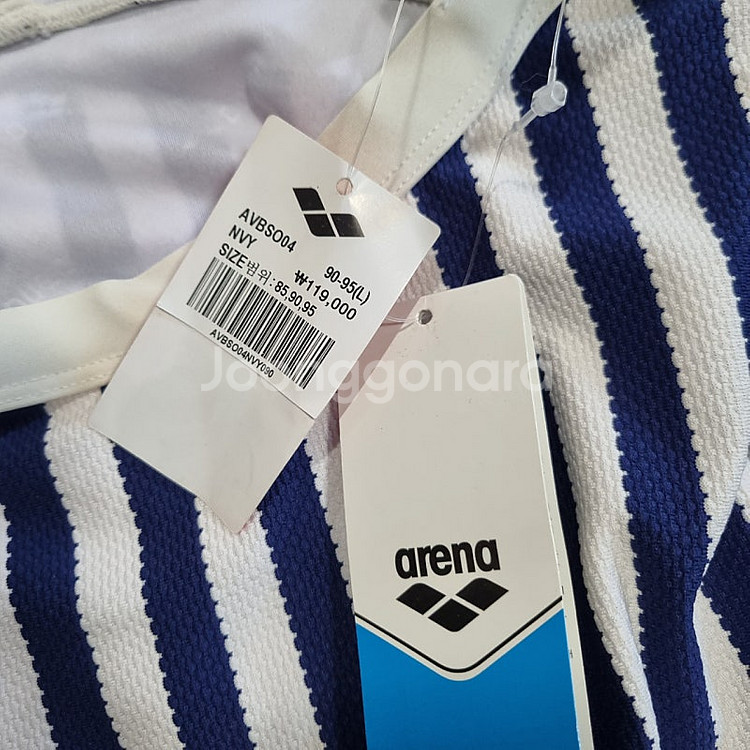 AVBSO04
NVY 90-95(L)
SIZE범위 : 85,90,95
₩119,000
AVBSO04NVY090
Joonggonara
arena